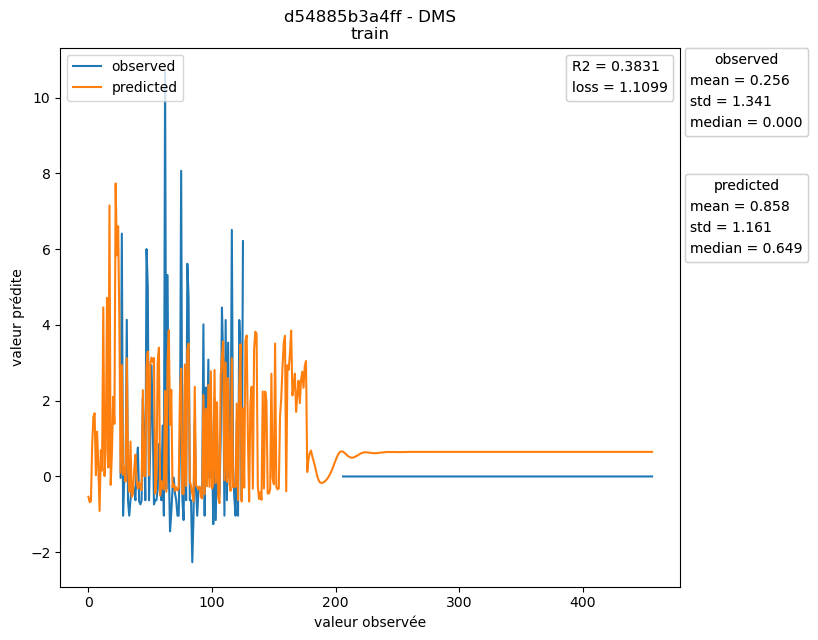 d54885b3a4ff - DMS
train
observed
predicted
R2 = 0.3831
loss = 1.1099
observed
mean = 0.256
std = 1.341
median = 0.000
predicted
mean = 0.858
std = 1.161
median = 0.649
valeur prédite
10
8
6
4
2
0
−2
0
100
200
300
400
valeur observée